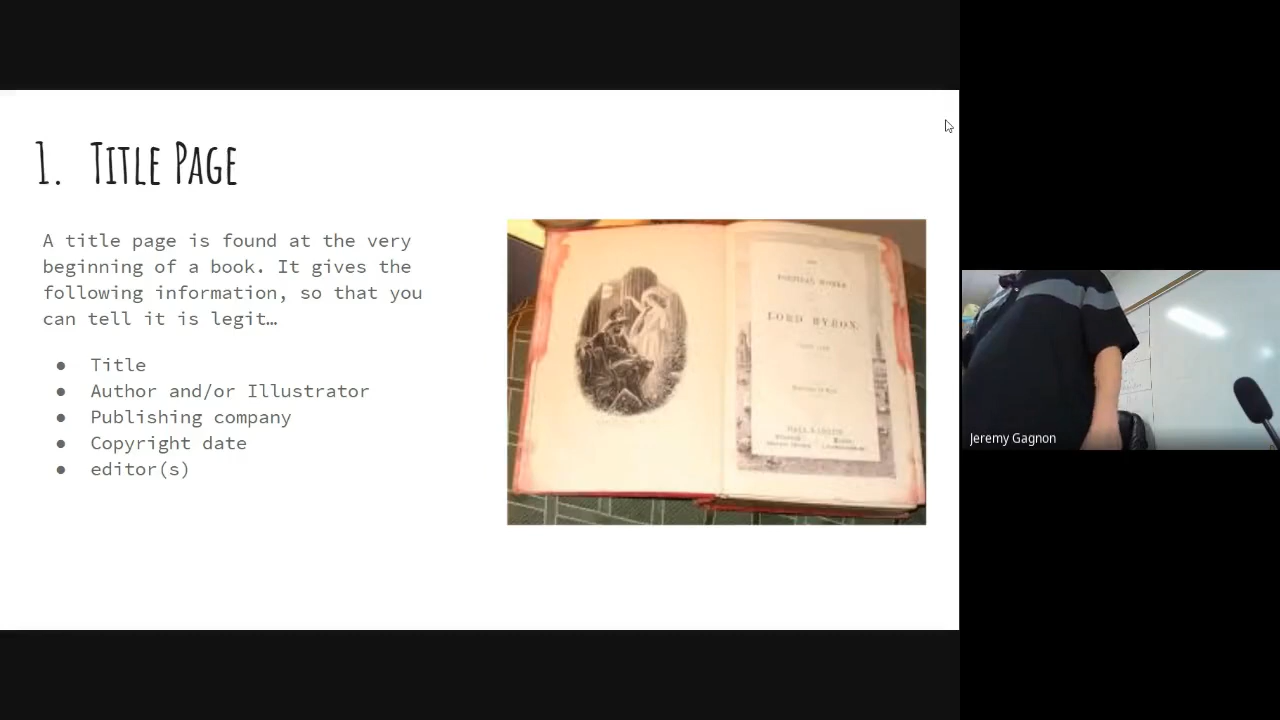 1. Title Page
A title page is found at the very
beginning of a book. It gives the
following information, so that you
can tell it is legit…
● Title
● Author and/or Illustrator
● Publishing company
● Copyright date
● editor(s)
LORD BYRON.
Jeremy Gagnon